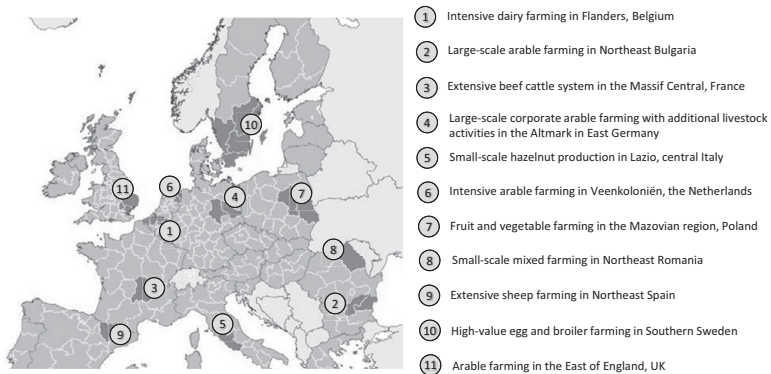 1 Intensive dairy farming in Flanders, Belgium
2 Large-scale arable farming in Northeast Bulgaria
3 Extensive beef cattle system in the Massif Central, France
4 Large-scale corporate arable farming with additional livestock
activities in the Altmark in East Germany
5 Small-scale hazelnut production in Lazio, central Italy
6 Intensive arable farming in Veenkoloniën, the Netherlands
7 Fruit and vegetable farming in the Mazovian region, Poland
8 Small-scale mixed farming in Northeast Romania
9 Extensive sheep farming in Northeast Spain
10 High-value egg and broiler farming in Southern Sweden
11 Arable farming in the East of England, UK
10
11
6
4
7
1
8
3
2
5
9